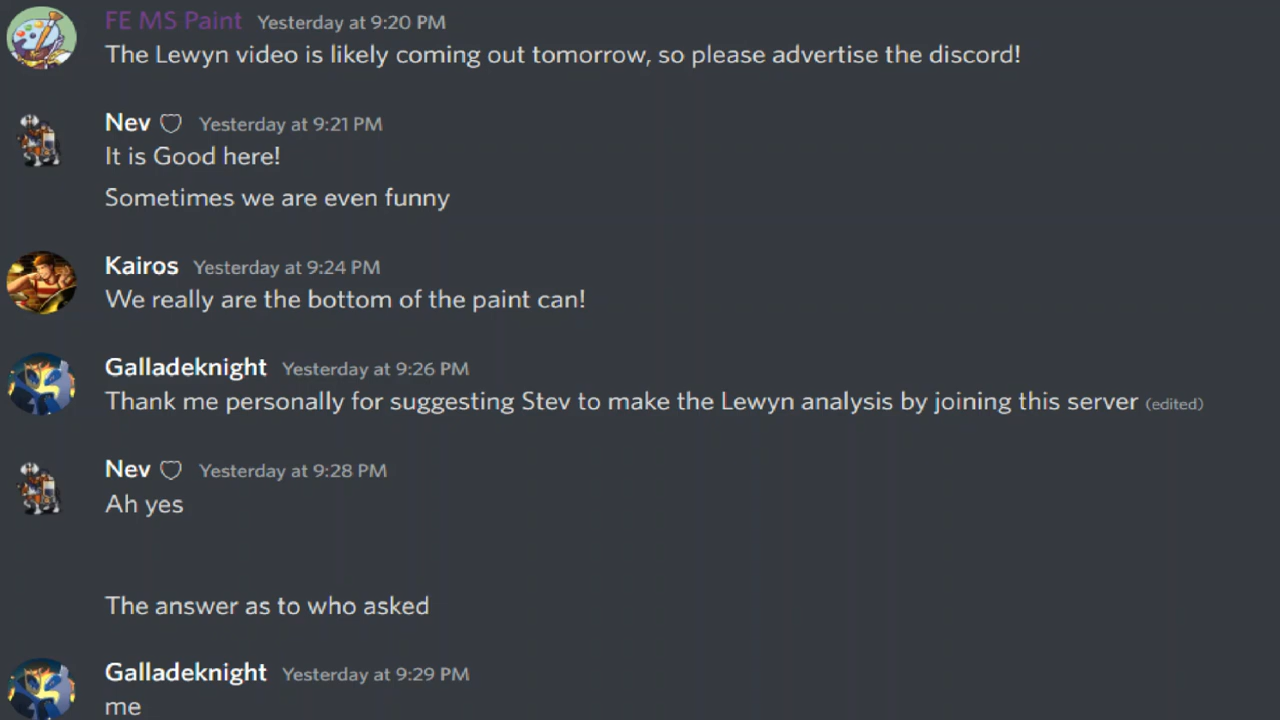 FE MS Paint Yesterday at 9:20 PM
The Lewyn video is likely coming out tomorrow, so please advertise the discord!
Nev Yesterday at 9:21 PM
It is Good here!
Sometimes we are even funny
Kairos Yesterday at 9:24 PM
We really are the bottom of the paint can!
Galladeknight Yesterday at 9:26 PM
Thank me personally for suggesting Stev to make the Lewyn analysis by joining this server (edited)
Nev Yesterday at 9:28 PM
Ah yes
The answer as to who asked
Galladeknight Yesterday at 9:29 PM
me